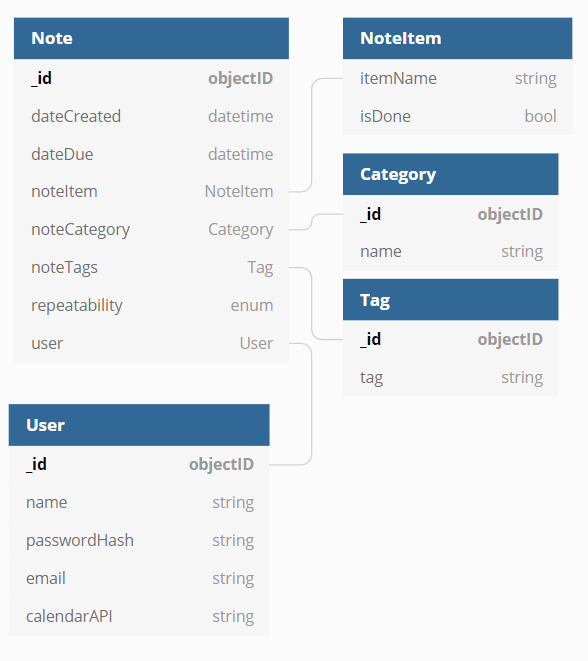 Note
_id objectID
dateCreated datetime
dateDue datetime
noteItem NoteItem
noteCategory Category
noteTags Tag
repeatability enum
user User
NoteItem
itemName string
isDone bool
Category
_id objectID
name string
Tag
_id objectID
tag string
User
_id objectID
name string
passwordHash string
email string
calendarAPI string